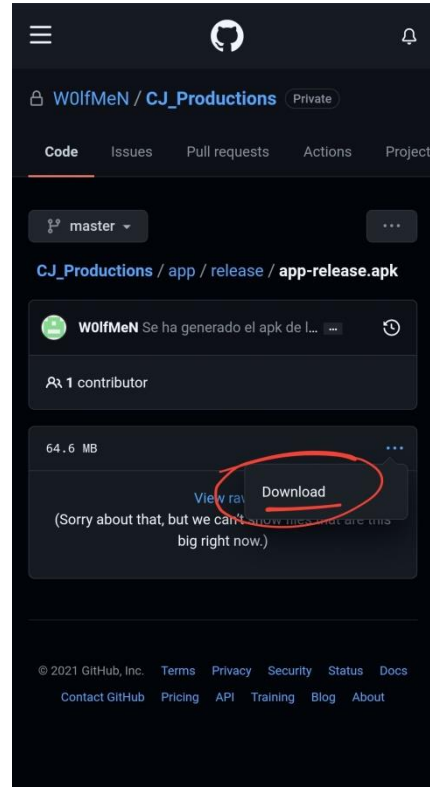 W0lfMeN / CJ_Productions Private
Code Issues Pull requests Actions Project
master
CJ_Productions / app / release / app-release.apk
W0lfMeN Se ha generado el apk de l...
1 contributor
64.6 MB
Download
View raw
(Sorry about that, but we can't show files that are this
big right now.)
© 2021 GitHub, Inc. Terms Privacy Security Status Docs
Contact GitHub Pricing API Training Blog About